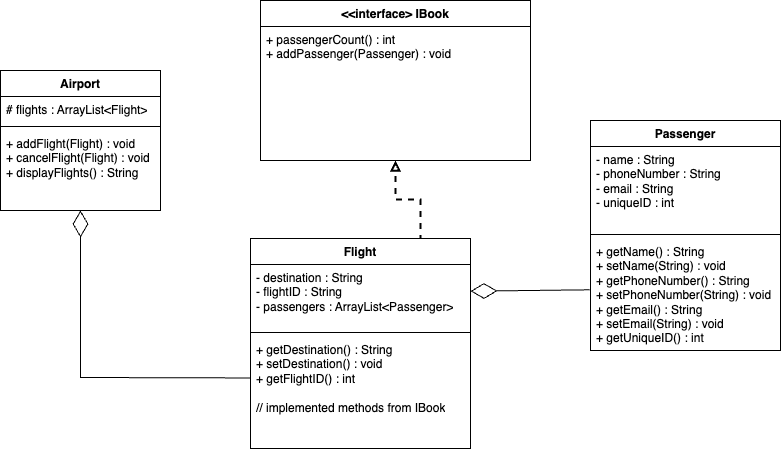 <<interface> IBook
+ passengerCount() : int
+ addPassenger(Passenger) : void
Airport
# flights : ArrayList<Flight>
+ addFlight(Flight) : void
+ cancelFlight(Flight) : void
+ displayFlights() : String
Passenger
- name : String
- phoneNumber : String
- email : String
- uniqueID : int
+ getName() : String
+ setName(String) : void
+ getPhoneNumber() : String
+ setPhoneNumber(String) : void
+ getEmail() : String
+ setEmail(String) : void
+ getUniqueID() : int
Flight
- destination : String
- flightID : String
- passengers : ArrayList<Passenger>
+ getDestination() : String
+ setDestination() : void
+ getFlightID() : int
// implemented methods from IBook